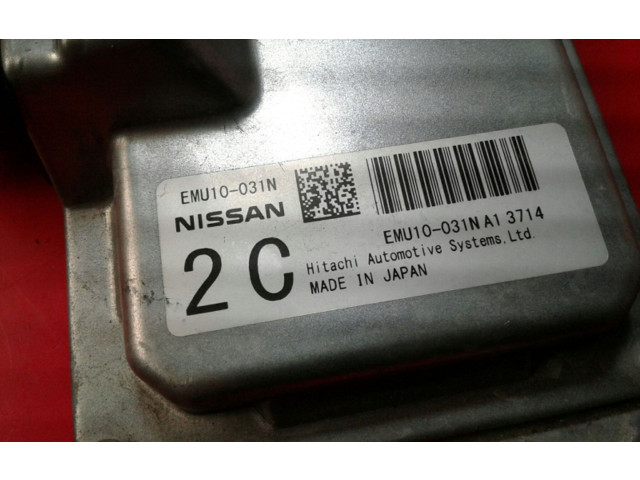 EMU10-031N
NISSAN
2C
EMU10-031N A1 3714
Hitachi Automotive Systems,Ltd.
MADE IN JAPAN